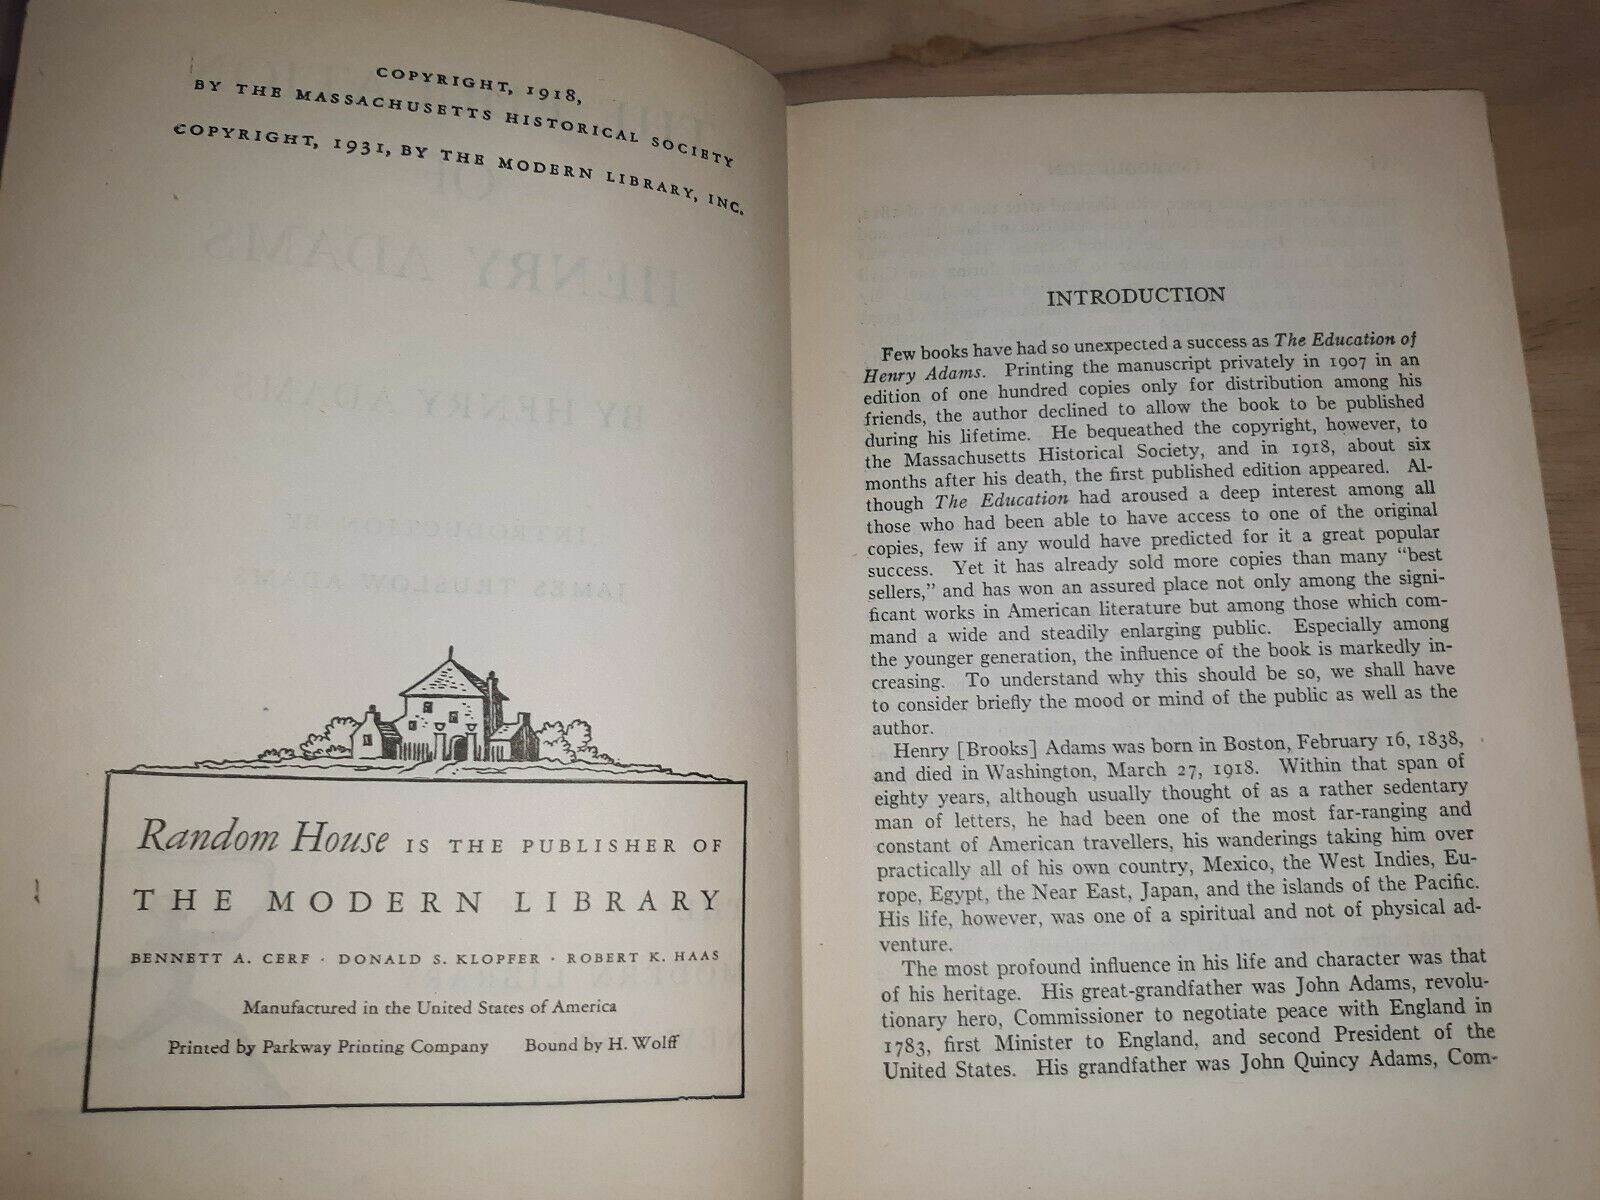 COPYRIGHT, 1918,
BY THE MASSACHUSETTS HISTORICAL SOCIETY
COPYRIGHT, 1931, BY THE MODERN LIBRARY, INC.
HENRY ADAMS
BY HENRY ADAMS
INTRODUCTION
JAMES TRUSLOW ADAMS
Random House IS THE PUBLISHER OF
THE MODERN LIBRARY
BENNETT A. CERF · DONALD S. KLOPFER · ROBERT K. HAAS
Manufactured in the United States of America
Printed by Parkway Printing Company Bound by H. Wolff
INTRODUCTION
Few books have had so unexpected a success as The Education of
Henry Adams. Printing the manuscript privately in 1907 in an
edition of one hundred copies only for distribution among his
friends, the author declined to allow the book to be published
during his lifetime. He bequeathed the copyright, however, to
the Massachusetts Historical Society, and in 1918, about six
months after his death, the first published edition appeared. Al-
though The Education had aroused a deep interest among all
those who had been able to have access to one of the original
copies, few if any would have predicted for it a great popular
success. Yet it has already sold more copies than many "best
sellers," and has won an assured place not only among the signi-
ficant works in American literature but among those which com-
mand a wide and steadily enlarging public. Especially among
the younger generation, the influence of the book is markedly in-
creasing. To understand why this should be so, we shall have
to consider briefly the mood or mind of the public as well as the
author.
Henry [Brooks] Adams was born in Boston, February 16, 1838,
and died in Washington, March 27, 1918. Within that span of
eighty years, although usually thought of as a rather sedentary
man of letters, he had been one of the most far-ranging and
constant of American travellers, his wanderings taking him over
practically all of his own country, Mexico, the West Indies, Eu-
rope, Egypt, the Near East, Japan, and the islands of the Pacific.
His life, however, was one of a spiritual and not of physical ad-
venture.
The most profound influence in his life and character was that
of his heritage. His great-grandfather was John Adams, revolu-
tionary hero, Commissioner to negotiate peace with England in
1783, first Minister to England, and second President of the
United States. His grandfather was John Quincy Adams, Com-